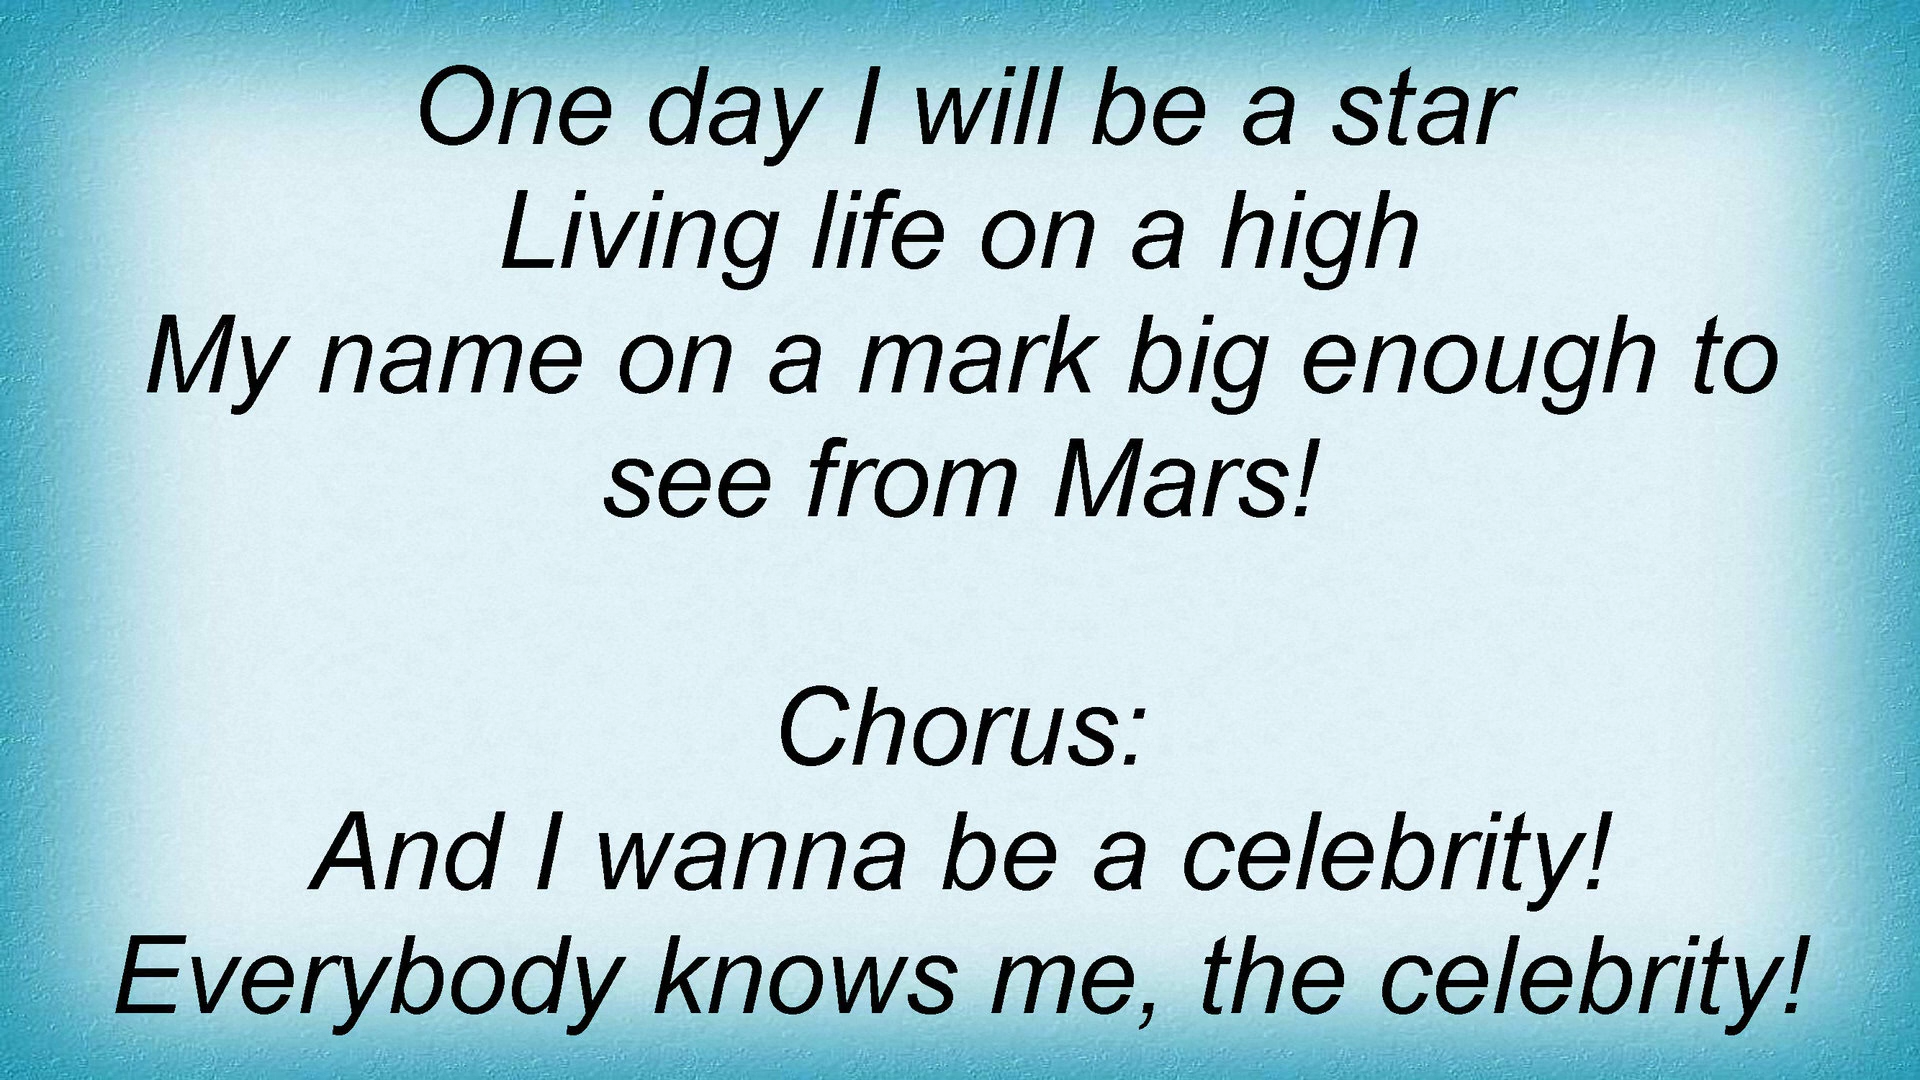 One day I will be a star
Living life on a high
My name on a mark big enough to
see from Mars!
Chorus:
And I wanna be a celebrity!
Everybody knows me, the celebrity!